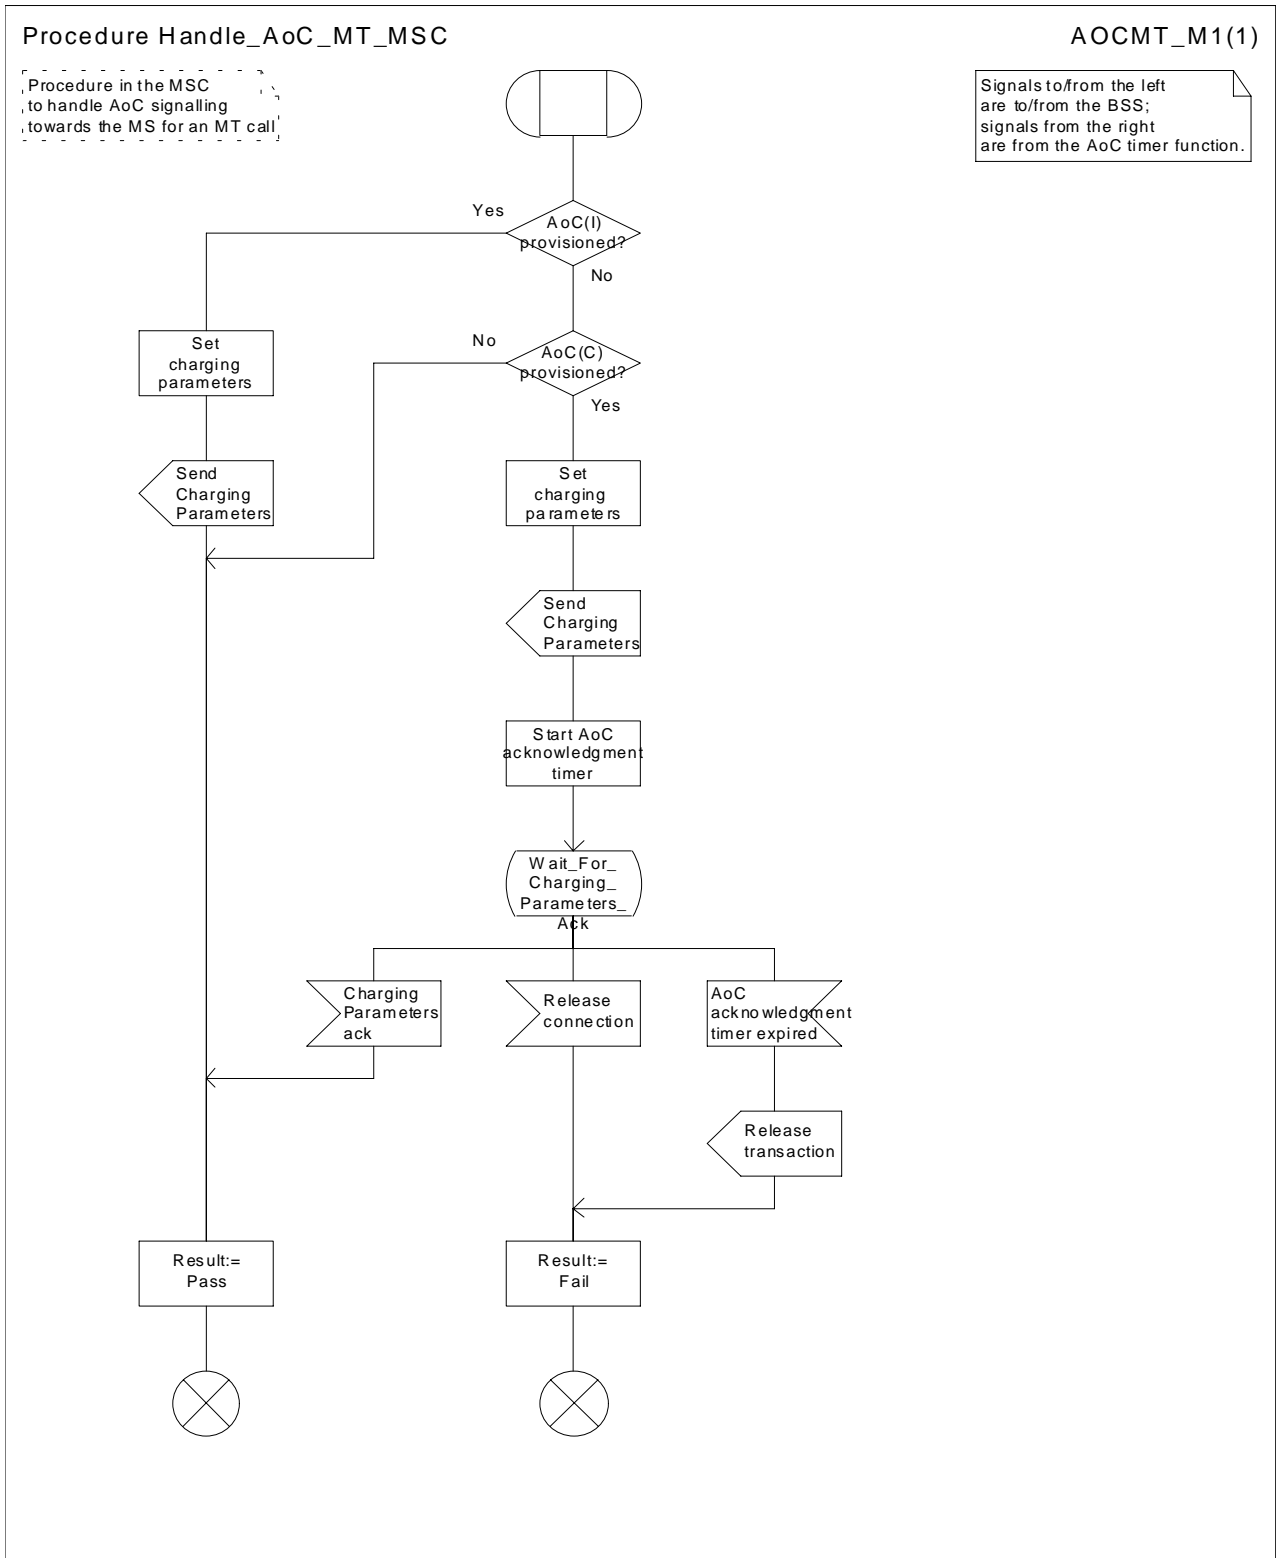 Procedure Handle_AoC_MT_MSC
AOCMT_M1(1)
Procedure in the MSC
to handle AoC signalling
towards the MS for an MT call
Signals to/from the left
are to/from the BSS;
signals from the right
are from the AoC timer function.
Yes
AoC(I)
provisioned?
No
Set
charging
parameters
No
AoC(C)
provisioned?
Yes
Send
Charging
Parameters
Set
charging
parameters
Send
Charging
Parameters
Start AoC
acknowledgment
timer
Wait_For_
Charging_
Parameters_
Ack
Charging
Parameters
ack
Release
connection
AoC
acknowledgment
timer expired
Release
transaction
Result:=
Pass
Result:=
Fail